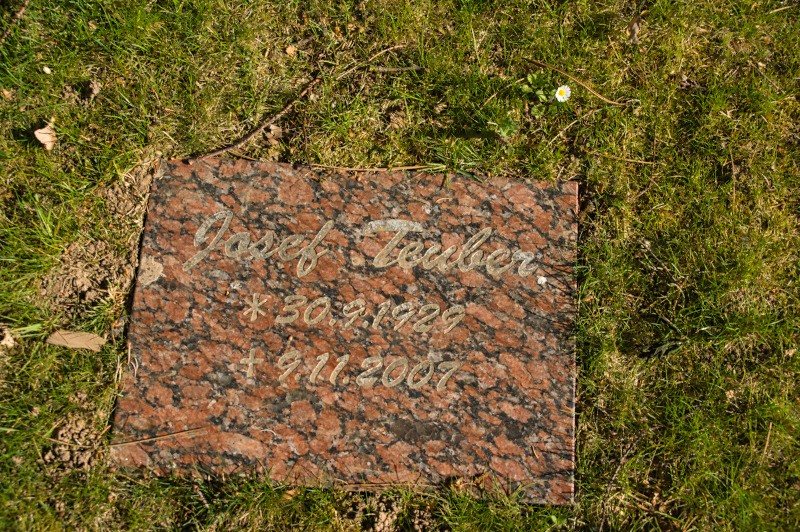 Josef Teuber
* 30.9.1929
† 9.11.2007